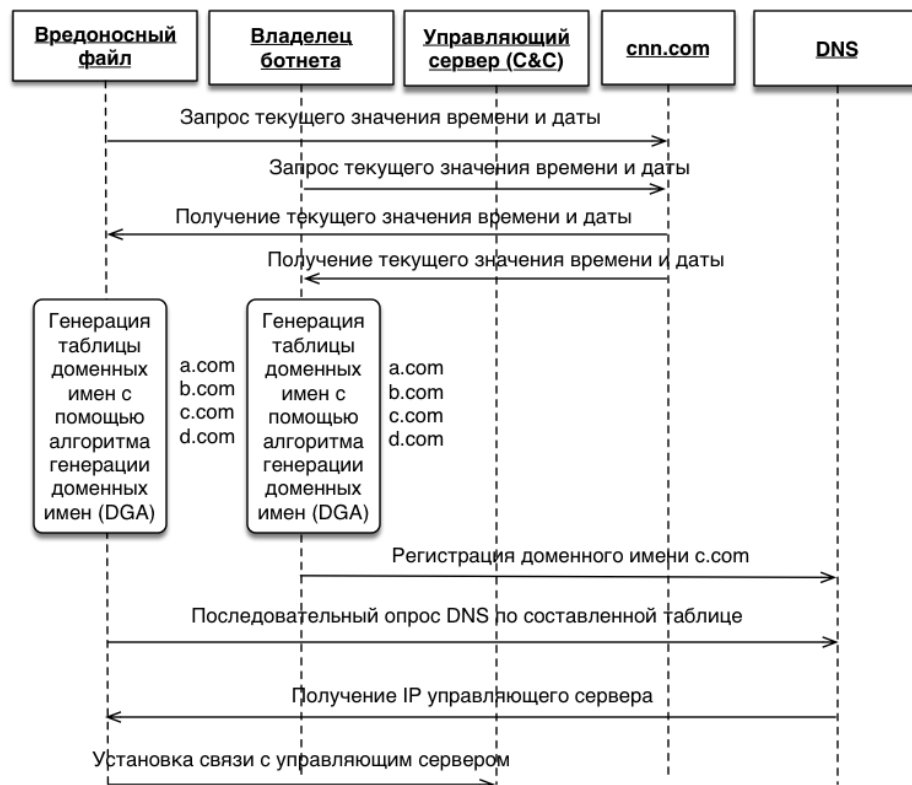 Вредоносный
файл
Владелец
ботнета
Управляющий
сервер (C&C)
cnn.com
DNS
Запрос текущего значения времени и даты
Запрос текущего значения времени и даты
Получение текущего значения времени и даты
Получение текущего значения времени и даты
Генерация
таблицы
доменных
имен с
помощью
алгоритма
генерации
доменных
имен (DGA)
a.com
b.com
c.com
d.com
Генерация
таблицы
доменных
имен с
помощью
алгоритма
генерации
доменных
имен (DGA)
a.com
b.com
c.com
d.com
Регистрация доменного имени c.com
Последовательный опрос DNS по составленной таблице
Получение IP управляющего сервера
Установка связи с управляющим сервером